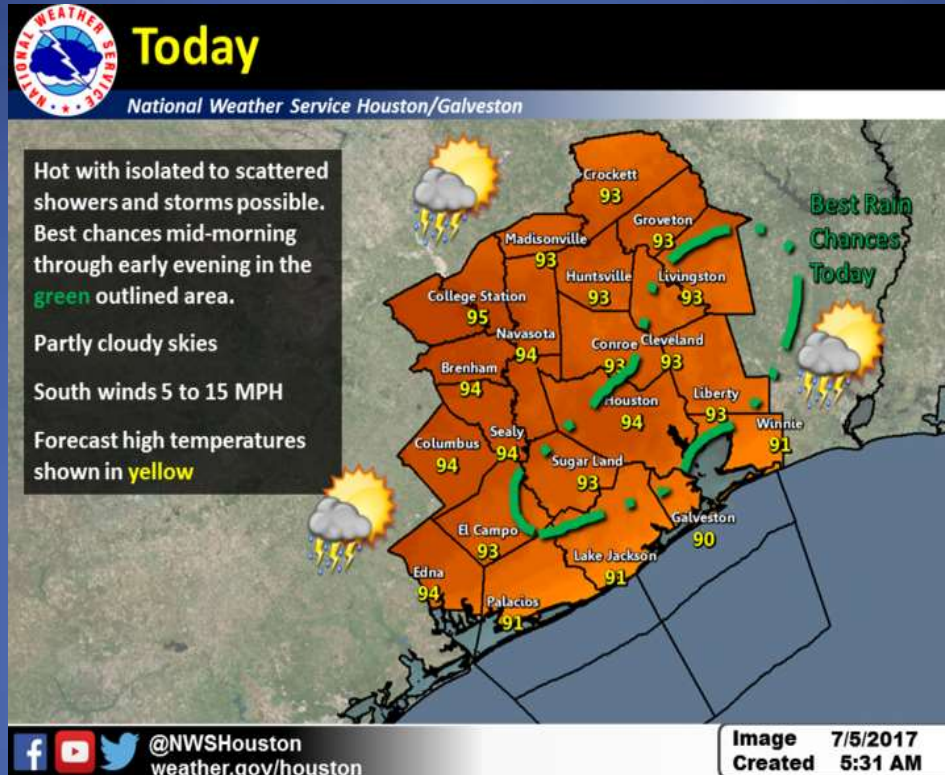 NATIONAL WEATHER SERVICE
Today
National Weather Service Houston/Galveston
Hot with isolated to scattered
showers and storms possible.
Best chances mid-morning
through early evening in the
green outlined area.
Partly cloudy skies
South winds 5 to 15 MPH
Forecast high temperatures
shown in yellow
Best Rain
Chances
Today
Crockett
93
Groveton
93
Madisonville
93
Huntsville
93
Livingston
93
College Station
95
Navasota
94
Conroe
93
Cleveland
93
Brenham
94
Houston
94
Liberty
93
Winnie
91
Columbus
94
Sealy
94
Sugar Land
93
El Campo
93
Galveston
90
Lake Jackson
91
Edna
94
Palacios
91
@NWSHouston
weather.gov/houston
Image 7/5/2017
Created 5:31 AM